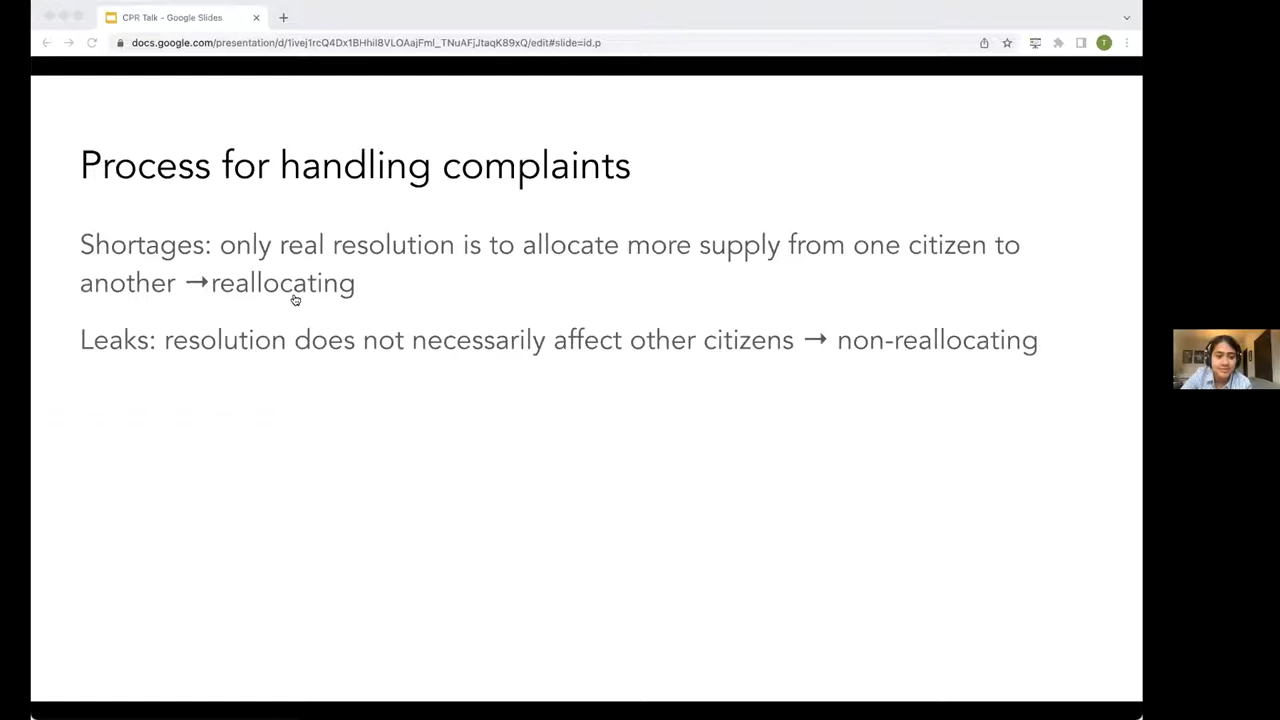 CPR Talk - Google Slides
docs.google.com/presentation/d/1ivej1rcQ4Dx1BHhil8VLOAajFml_TNuAFjJtaqK89xQ/edit#slide=id.p
T
Process for handling complaints
Shortages: only real resolution is to allocate more supply from one citizen to
another →reallocating
Leaks: resolution does not necessarily affect other citizens → non-reallocating